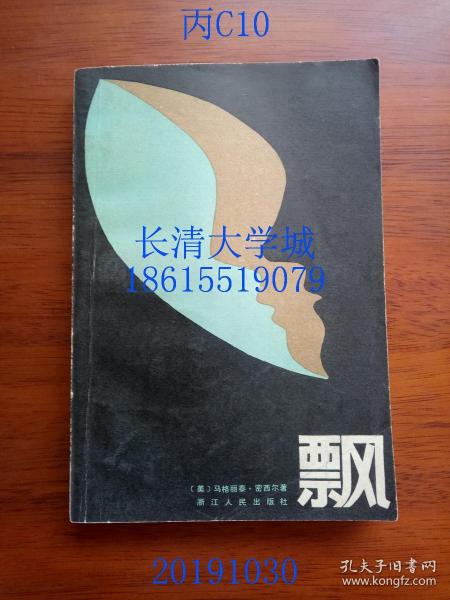 丙C10
长清大学城
18615519079
飘
（美）马格丽泰·密西尔著
浙江人民出版社
20191030
孔夫子旧书网
www.kongfz.com